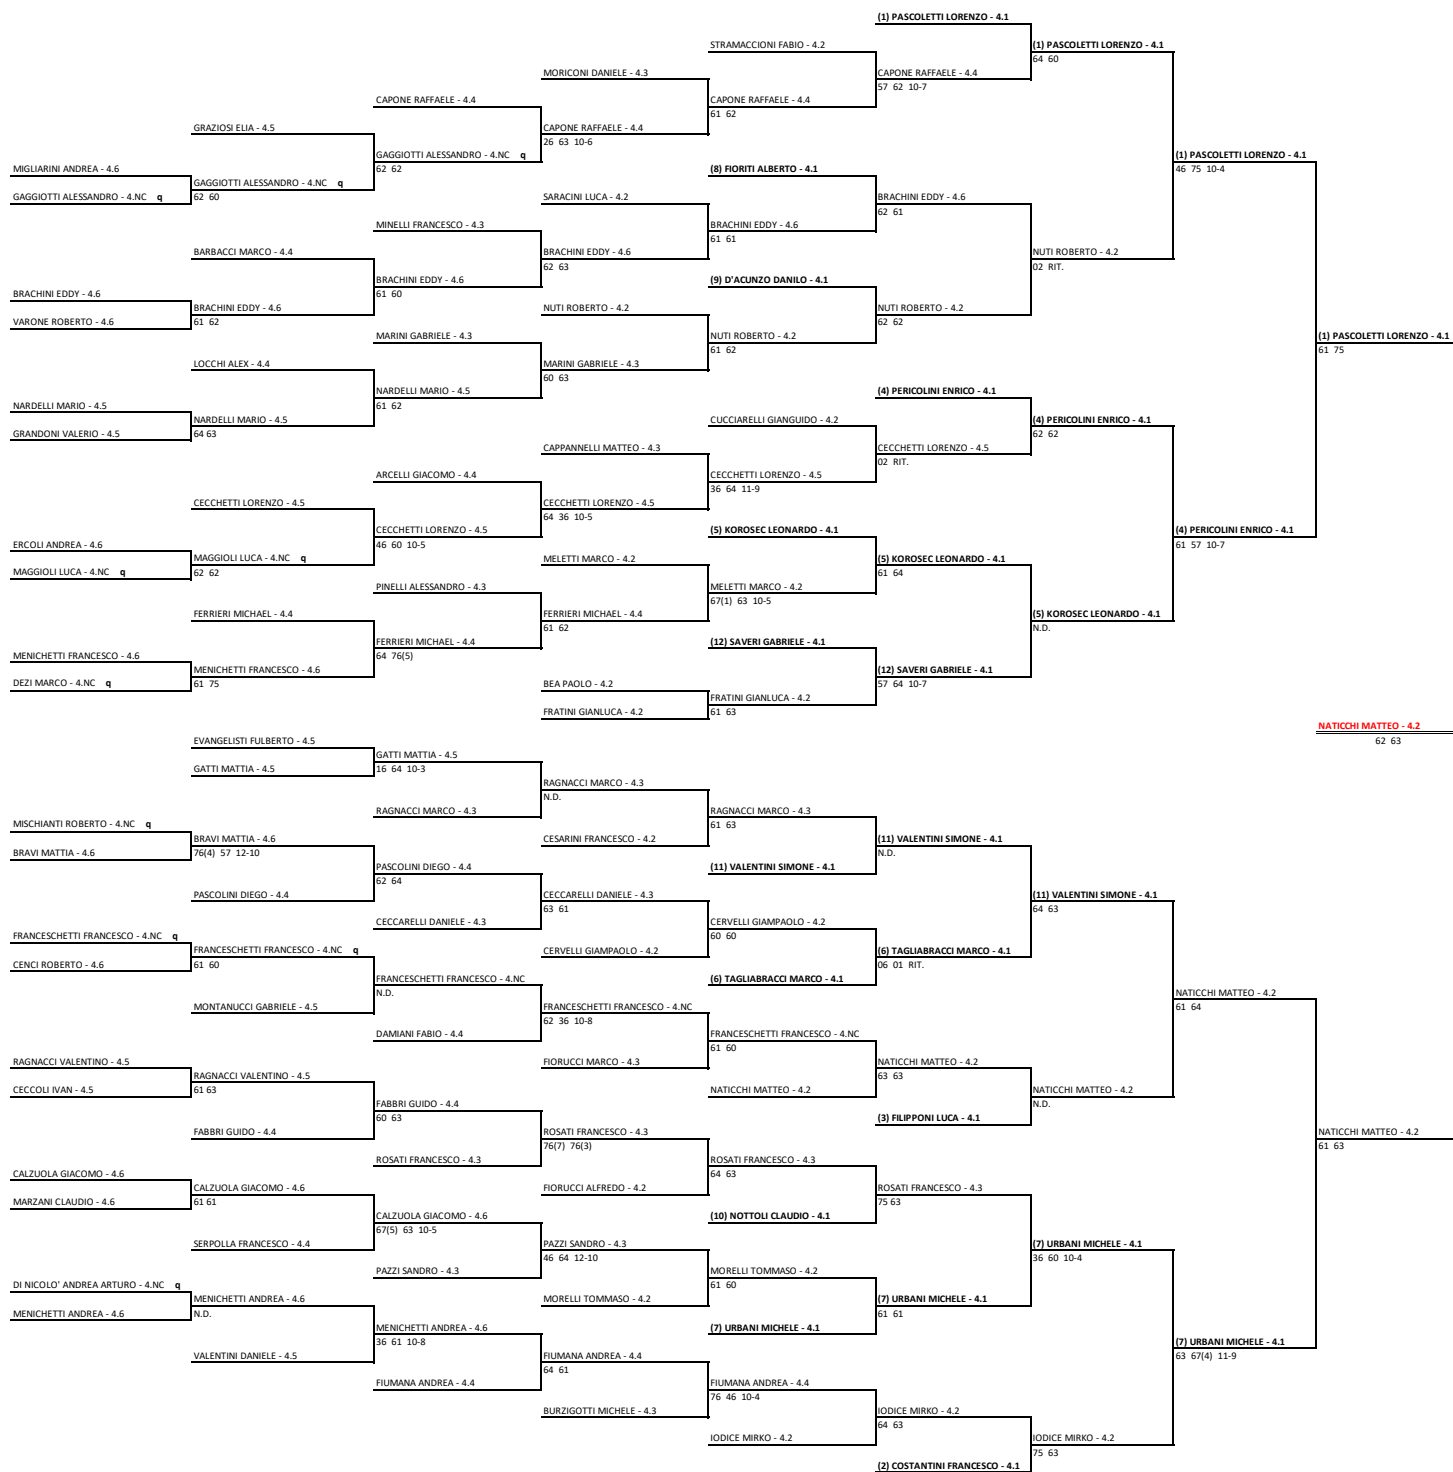 (1) PASCOLETTI LORENZO - 4.1
STRAMACCIONI FABIO - 4.2
(1) PASCOLETTI LORENZO - 4.1
64 60
MORICONI DANIELE - 4.3
CAPONE RAFFAELE - 4.4
57 62 10-7
CAPONE RAFFAELE - 4.4
CAPONE RAFFAELE - 4.4
61 62
GRAZIOSI ELIA - 4.5
CAPONE RAFFAELE - 4.4
26 63 10-6
GAGGIOTTI ALESSANDRO - 4.NC q
62 62
(1) PASCOLETTI LORENZO - 4.1
46 75 10-4
MIGLIARINI ANDREA - 4.6
(8) FIORITI ALBERTO - 4.1
GAGGIOTTI ALESSANDRO - 4.NC q
62 60
GAGGIOTTI ALESSANDRO - 4.NC q
SARACINI LUCA - 4.2
BRACHINI EDDY - 4.6
62 61
MINELLI FRANCESCO - 4.3
BRACHINI EDDY - 4.6
61 61
BARBACCI MARCO - 4.4
BRACHINI EDDY - 4.6
62 63
NUTI ROBERTO - 4.2
02 RIT.
BRACHINI EDDY - 4.6
61 60
(9) D'ACUNZO DANILO - 4.1
BRACHINI EDDY - 4.6
BRACHINI EDDY - 4.6
61 62
NUTI ROBERTO - 4.2
NUTI ROBERTO - 4.2
62 62
VARONE ROBERTO - 4.6
MARINI GABRIELE - 4.3
NUTI ROBERTO - 4.2
61 62
(1) PASCOLETTI LORENZO - 4.1
61 75
LOCCHI ALEX - 4.4
MARINI GABRIELE - 4.3
60 63
NARDELLI MARIO - 4.5
61 62
(4) PERICOLINI ENRICO - 4.1
NARDELLI MARIO - 4.5
NARDELLI MARIO - 4.5
64 63
CUCCIARELLI GIANGUIDO - 4.2
(4) PERICOLINI ENRICO - 4.1
62 62
GRANDONI VALERIO - 4.5
CAPPANNELLI MATTEO - 4.3
CECCHETTI LORENZO - 4.5
02 RIT.
ARCELLI GIACOMO - 4.4
CECCHETTI LORENZO - 4.5
36 64 11-9
CECCHETTI LORENZO - 4.5
CECCHETTI LORENZO - 4.5
64 36 10-5
CECCHETTI LORENZO - 4.5
46 60 10-5
(5) KOROSEC LEONARDO - 4.1
(4) PERICOLINI ENRICO - 4.1
61 57 10-7
ERCOLI ANDREA - 4.6
MAGGIOLI LUCA - 4.NC q
62 62
MELETTI MARCO - 4.2
(5) KOROSEC LEONARDO - 4.1
61 64
MAGGIOLI LUCA - 4.NC q
PINELLI ALESSANDRO - 4.3
MELETTI MARCO - 4.2
67(1) 63 10-5
FERRIERI MICHAEL - 4.4
FERRIERI MICHAEL - 4.4
61 62
(5) KOROSEC LEONARDO - 4.1
N.D.
FERRIERI MICHAEL - 4.4
64 76(5)
(12) SAVERI GABRIELE - 4.1
MENICHETTI FRANCESCO - 4.6
MENICHETTI FRANCESCO - 4.6
61 75
(12) SAVERI GABRIELE - 4.1
57 64 10-7
DEZI MARCO - 4.NC q
BEA PAOLO - 4.2
FRATINI GIANLUCA - 4.2
61 63
FRATINI GIANLUCA - 4.2
NATICCHI MATTEO - 4.2
62 63
EVANGELISTI FULBERTO - 4.5
GATTI MATTIA - 4.5
16 64 10-3
GATTI MATTIA - 4.5
RAGNACCI MARCO - 4.3
N.D.
RAGNACCI MARCO - 4.3
RAGNACCI MARCO - 4.3
61 63
MISCHIANTI ROBERTO - 4.NC q
BRAVI MATTIA - 4.6
76(4) 57 12-10
CESARINI FRANCESCO - 4.2
(11) VALENTINI SIMONE - 4.1
N.D.
BRAVI MATTIA - 4.6
PASCOLINI DIEGO - 4.4
62 64
(11) VALENTINI SIMONE - 4.1
PASCOLINI DIEGO - 4.4
CECCARELLI DANIELE - 4.3
63 61
(11) VALENTINI SIMONE - 4.1
64 63
CECCARELLI DANIELE - 4.3
CERVELLI GIAMPAOLO - 4.2
60 60
FRANCESCHETTI FRANCESCO - 4.NC q
FRANCESCHETTI FRANCESCO - 4.NC q
61 60
CERVELLI GIAMPAOLO - 4.2
(6) TAGLIABRACCI MARCO - 4.1
06 01 RIT.
CENCI ROBERTO - 4.6
FRANCESCHETTI FRANCESCO - 4.NC
N.D.
(6) TAGLIABRACCI MARCO - 4.1
NATICCHI MATTEO - 4.2
61 64
MONTANUCCI GABRIELE - 4.5
FRANCESCHETTI FRANCESCO - 4.NC
62 36 10-8
DAMIANI FABIO - 4.4
FRANCESCHETTI FRANCESCO - 4.NC
61 60
RAGNACCI VALENTINO - 4.5
RAGNACCI VALENTINO - 4.5
61 63
FIORUCCI MARCO - 4.3
NATICCHI MATTEO - 4.2
63 63
CECCOLI IVAN - 4.5
FABBRI GUIDO - 4.4
60 63
NATICCHI MATTEO - 4.2
NATICCHI MATTEO - 4.2
N.D.
(3) FILIPPONI LUCA - 4.1
FABBRI GUIDO - 4.4
ROSATI FRANCESCO - 4.3
76(7) 76(3)
NATICCHI MATTEO - 4.2
61 63
ROSATI FRANCESCO - 4.3
ROSATI FRANCESCO - 4.3
64 63
CALZUOLA GIACOMO - 4.6
CALZUOLA GIACOMO - 4.6
61 61
FIORUCCI ALFREDO - 4.2
ROSATI FRANCESCO - 4.3
75 63
MARZANI CLAUDIO - 4.6
CALZUOLA GIACOMO - 4.6
67(5) 63 10-5
(10) NOTTOLI CLAUDIO - 4.1
SERPOLLA FRANCESCO - 4.4
PAZZI SANDRO - 4.3
46 64 12-10
(7) URBANI MICHELE - 4.1
36 60 10-4
PAZZI SANDRO - 4.3
MORELLI TOMMASO - 4.2
61 60
DI NICOLO' ANDREA ARTURO - 4.NC q
MENICHETTI ANDREA - 4.6
N.D.
MORELLI TOMMASO - 4.2
(7) URBANI MICHELE - 4.1
61 61
MENICHETTI ANDREA - 4.6
MENICHETTI ANDREA - 4.6
36 61 10-8
(7) URBANI MICHELE - 4.1
(7) URBANI MICHELE - 4.1
63 67(4) 11-9
VALENTINI DANIELE - 4.5
FIUMANA ANDREA - 4.4
64 61
FIUMANA ANDREA - 4.4
FIUMANA ANDREA - 4.4
76 46 10-4
BURZIGOTTI MICHELE - 4.3
IODICE MIRKO - 4.2
64 63
IODICE MIRKO - 4.2
IODICE MIRKO - 4.2
75 63
(2) COSTANTINI FRANCESCO - 4.1